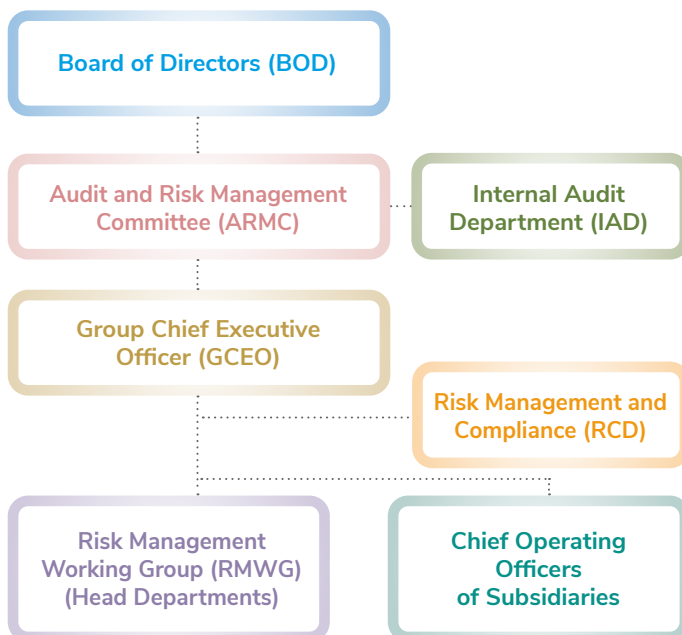 Board of Directors (BOD)
Audit and Risk Management
Committee (ARMC)
Internal Audit
Department (IAD)
Group Chief Executive
Officer (GCEO)
Risk Management and
Compliance (RCD)
Risk Management
Working Group (RMWG)
(Head Departments)
Chief Operating
Officers
of Subsidiaries